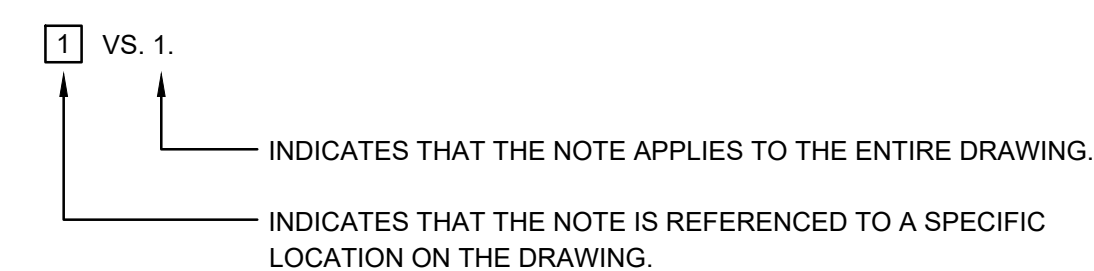 1 VS. 1.
INDICATES THAT THE NOTE APPLIES TO THE ENTIRE DRAWING.
INDICATES THAT THE NOTE IS REFERENCED TO A SPECIFIC
LOCATION ON THE DRAWING.